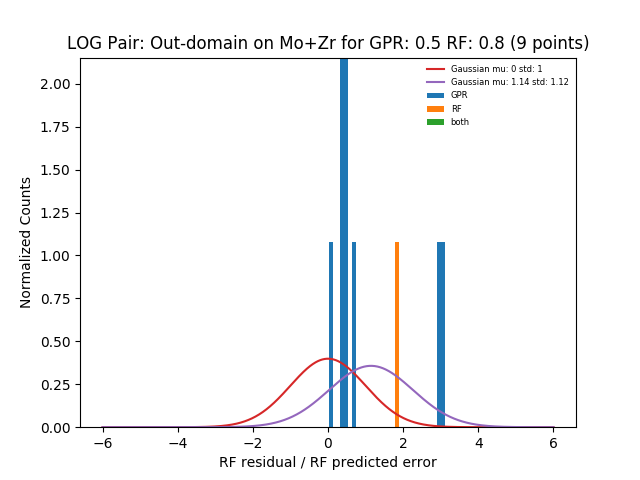 LOG Pair: Out-domain on Mo+Zr for GPR: 0.5 RF: 0.8 (9 points)
Gaussian mu: 0 std: 1
Gaussian mu: 1.14 std: 1.12
GPR
RF
both
Normalized Counts
2.00
1.75
1.50
1.25
1.00
0.75
0.50
0.25
0.00
−6
−4
−2
0
2
4
6
RF residual / RF predicted error